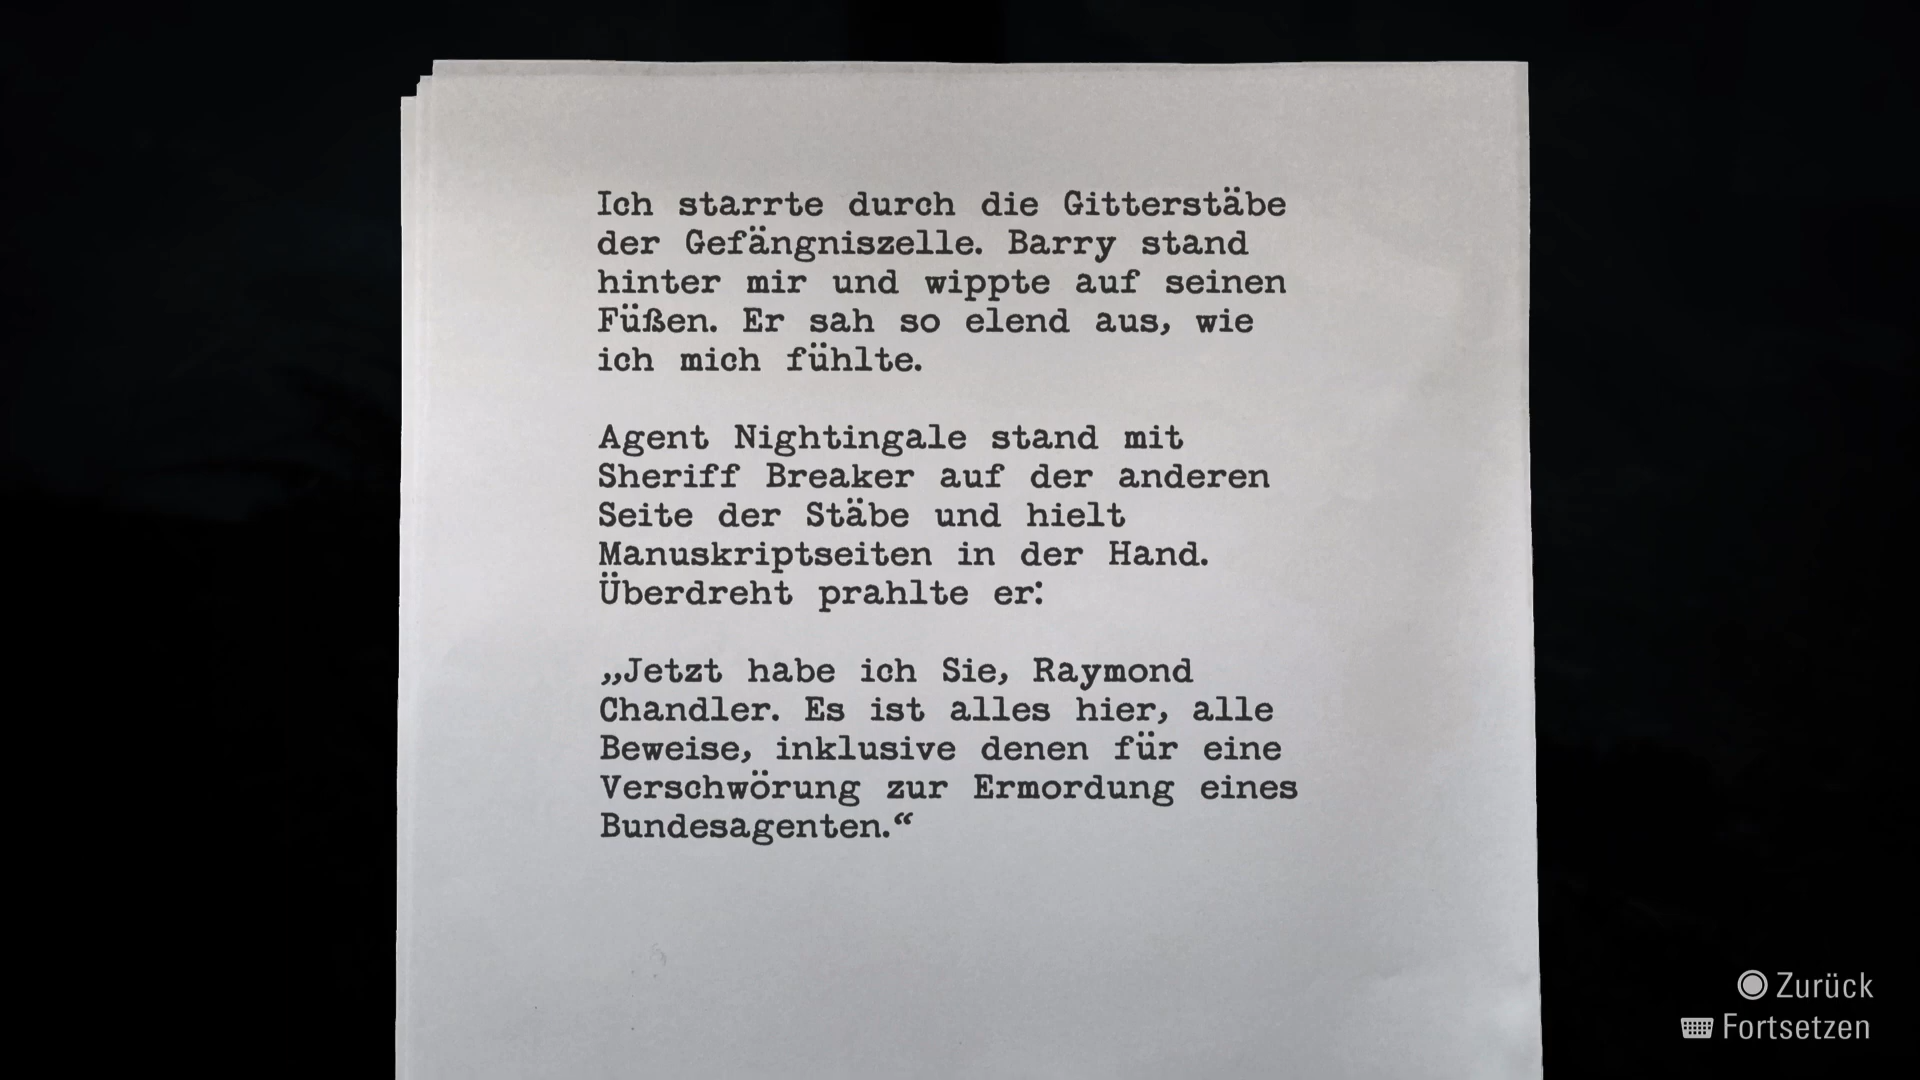 Ich starrte durch die Gitterstäbe
der Gefängniszelle. Barry stand
hinter mir und wippte auf seinen
Füßen. Er sah so elend aus, wie
ich mich fühlte.
Agent Nightingale stand mit
Sheriff Breaker auf der anderen
Seite der Stäbe und hielt
Manuskriptseiten in der Hand.
Überdreht prahlte er:
„Jetzt habe ich Sie, Raymond
Chandler. Es ist alles hier, alle
Beweise, inklusive denen für eine
Verschwörung zur Ermordung eines
Bundesagenten.“
Zurück
Fortsetzen